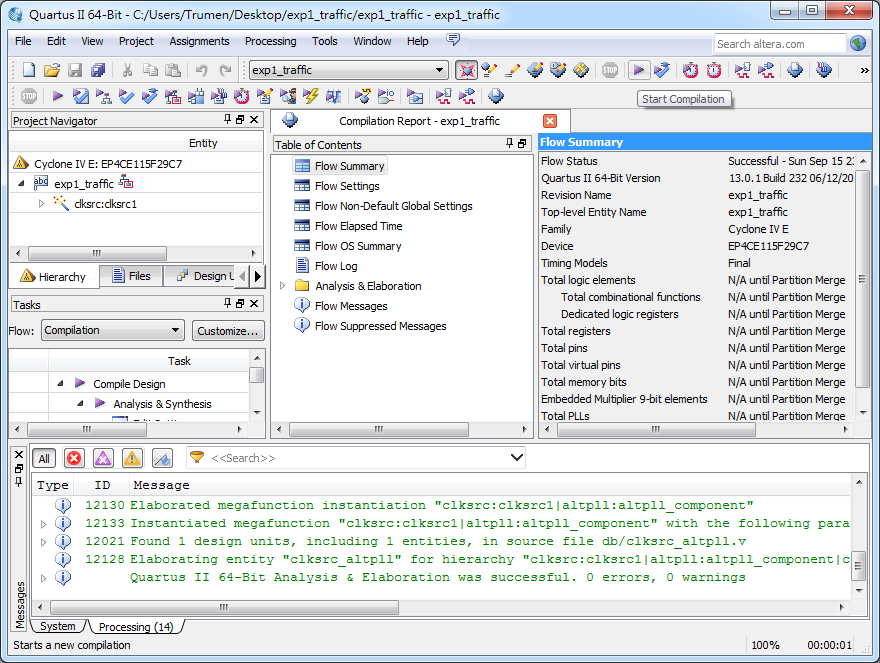 Quartus II 64-Bit - C:/Users/Trumen/Desktop/exp1_traffic/exp1_traffic - exp1_traffic
File Edit View Project Assignments Processing Tools Window Help
Search altera.com
exp1_traffic
STOP
»
STOP
Start Compilation
Project Navigator
Entity
Cyclone IV E: EP4CE115F29C7
abc exp1_traffic
clksrc:clksrc1
Hierarchy Files Design U
Tasks
Flow: Compilation Customize...
Task
Compile Design
Analysis & Synthesis
Compilation Report - exp1_traffic
Table of Contents
Flow Summary
Flow Settings
Flow Non-Default Global Settings
Flow Elapsed Time
Flow OS Summary
Flow Log
Analysis & Elaboration
Flow Messages
Flow Suppressed Messages
Flow Summary
Flow Status Successful - Sun Sep 15 23
Quartus II 64-Bit Version 13.0.1 Build 232 06/12/20
Revision Name exp1_traffic
Top-level Entity Name exp1_traffic
Family Cyclone IV E
Device EP4CE115F29C7
Timing Models Final
Total logic elements N/A until Partition Merge
Total combinational functions N/A until Partition Merge
Dedicated logic registers N/A until Partition Merge
Total registers N/A until Partition Merge
Total pins N/A until Partition Merge
Total virtual pins N/A until Partition Merge
Total memory bits N/A until Partition Merge
Embedded Multiplier 9-bit elements N/A until Partition Merge
Total PLLs N/A until Partition Merge
All <<Search>>
Type ID Message
12130 Elaborated megafunction instantiation "clksrc:clksrc1|altpll:altpll_component"
12133 Instantiated megafunction "clksrc:clksrc1|altpll:altpll_component" with the following para
12021 Found 1 design units, including 1 entities, in source file db/clksrc_altpll.v
12128 Elaborating entity "clksrc_altpll" for hierarchy "clksrc:clksrc1|altpll:altpll_component|c
Quartus II 64-Bit Analysis & Elaboration was successful. 0 errors, 0 warnings
Messages
System Processing (14)
Starts a new compilation 100% 00:00:01